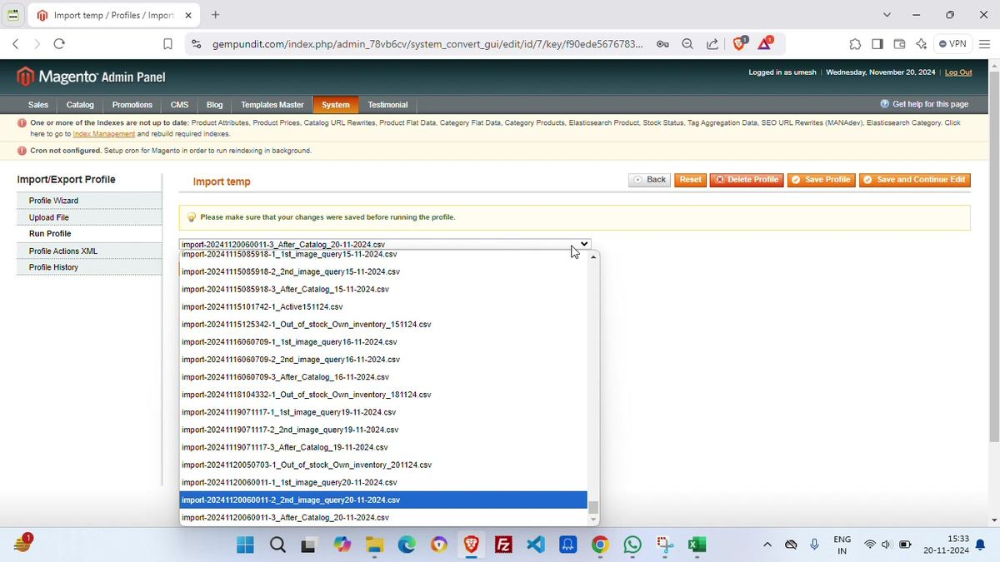 Import temp / Profiles / Import
gempundit.com/index.php/admin_78vb6cv/system_convert_gui/edit/id/7/key/f90ede5676783...
1
1
VPN
Magento Admin Panel
Logged in as umesh | Wednesday, November 20, 2024 | Log Out
Sales Catalog Promotions CMS Blog Templates Master System Testimonial
Get help for this page
One or more of the Indexes are not up to date: Product Attributes, Product Prices, Catalog URL Rewrites, Product Flat Data, Category Flat Data, Category Products, Elasticsearch Product, Stock Status, Tag Aggregation Data, SEO URL Rewrites (MANAdev), Elasticsearch Category. Click
here to go to Index Management and rebuild required indexes.
Cron not configured. Setup cron for Magento in order to run reindexing in background.
Import/Export Profile
Profile Wizard
Upload File
Run Profile
Profile Actions XML
Profile History
Import temp
Back Reset Delete Profile Save Profile Save and Continue Edit
Please make sure that your changes were saved before running the profile.
import-20241120060011-3_After_Catalog_20-11-2024.csv
import-20241115085918-1_1st_image_query15-11-2024.csv
import-20241115085918-2_2nd_image_query15-11-2024.csv
import-20241115085918-3_After_Catalog_15-11-2024.csv
import-20241115101742-1_Active151124.csv
import-20241115125342-1_Out_of_stock_Own_inventory_151124.csv
import-20241116060709-1_1st_image_query16-11-2024.csv
import-20241116060709-2_2nd_image_query16-11-2024.csv
import-20241116060709-3_After_Catalog_16-11-2024.csv
import-20241118104332-1_Out_of_stock_Own_inventory_181124.csv
import-20241119071117-1_1st_image_query19-11-2024.csv
import-20241119071117-2_2nd_image_query19-11-2024.csv
import-20241119071117-3_After_Catalog_19-11-2024.csv
import-20241120050703-1_Out_of_stock_Own_inventory_201124.csv
import-20241120060011-1_1st_image_query20-11-2024.csv
import-20241120060011-2_2nd_image_query20-11-2024.csv
import-20241120060011-3_After_Catalog_20-11-2024.csv
1
ENG
IN
15:33
20-11-2024